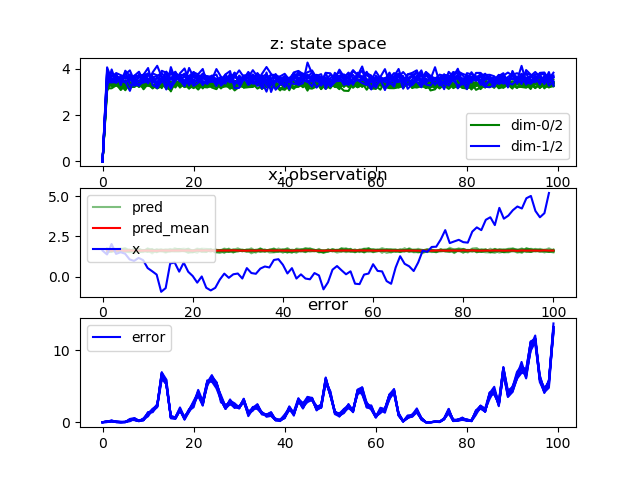 z: state space
4
2
0
dim-0/2
dim-1/2
0 20 40 60 80 100
x: observation
5.0
2.5
0.0
pred
pred_mean
x
0 20 40 60 80 100
error
10
0
error
0 20 40 60 80 100